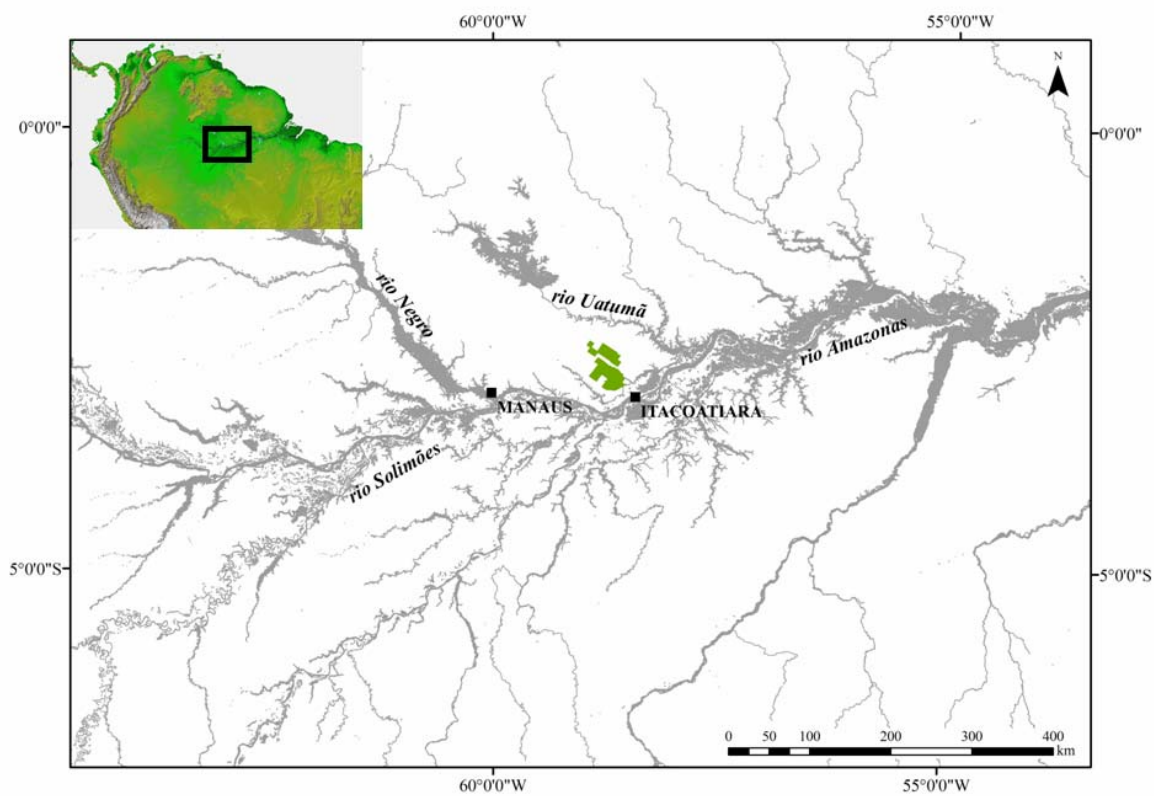 60°0'0"W
55°0'0"W
N
0°0'0"
0°0'0"
rio Negro
rio Uatumã
rio Amazonas
MANAUS
ITACOATIARA
rio Solimões
5°0'0"S
5°0'0"S
0 50 100 200 300 400
km
60°0'0"W
55°0'0"W